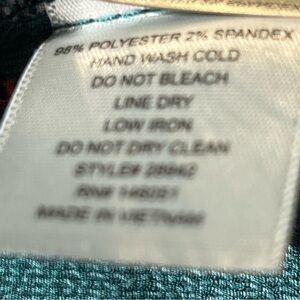 98% POLYESTER 2% SPANDEX
HAND WASH COLD
DO NOT BLEACH
LINE DRY
LOW IRON
DO NOT DRY CLEAN
STYLE#
RN#
MADE IN VIETNAM